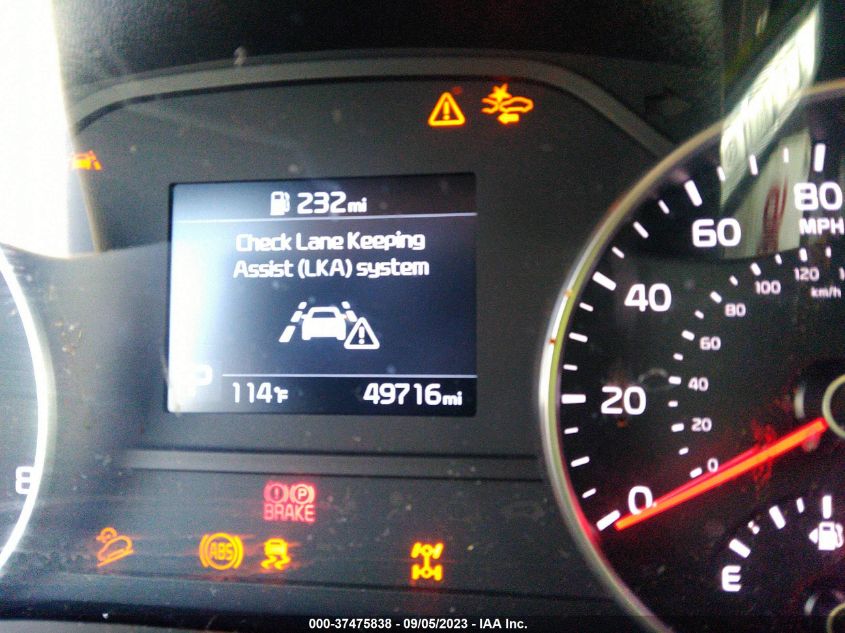 232mi
Check Lane Keeping
Assist (LKA) system
P
114°F
49716mi
8
BRAKE
P
ABS
80
MPH
60
40
20
0
120
100
km/h
80
60
40
20
0
E
000-37475838 - 09/05/2023 - IAA Inc.